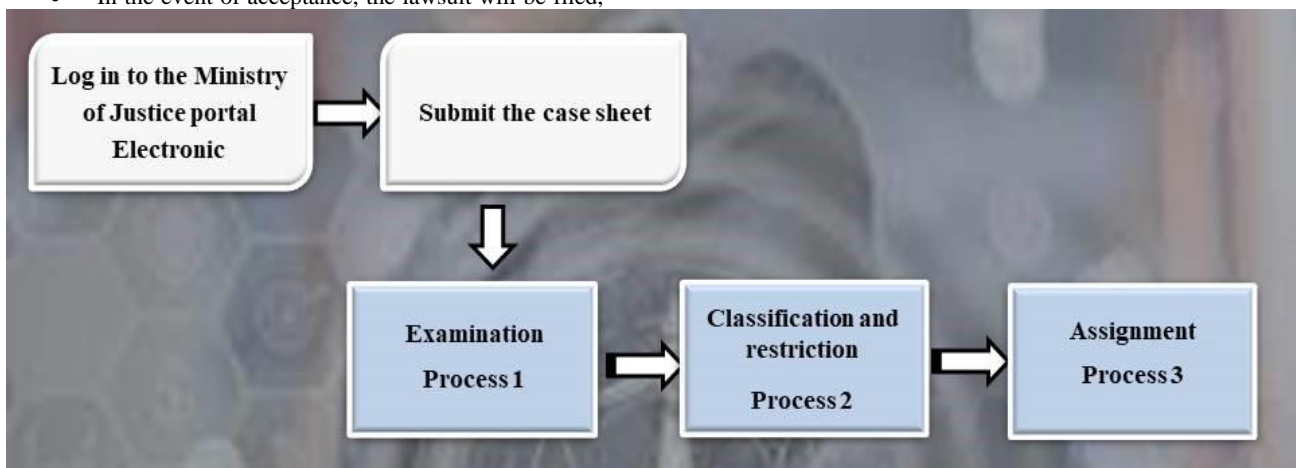 • In the event of acceptance, the lawsuit will be filed;
Log in to the Ministry
of Justice portal
Electronic
Submit the case sheet
Examination
Process 1
Classification and
restriction
Process 2
Assignment
Process 3